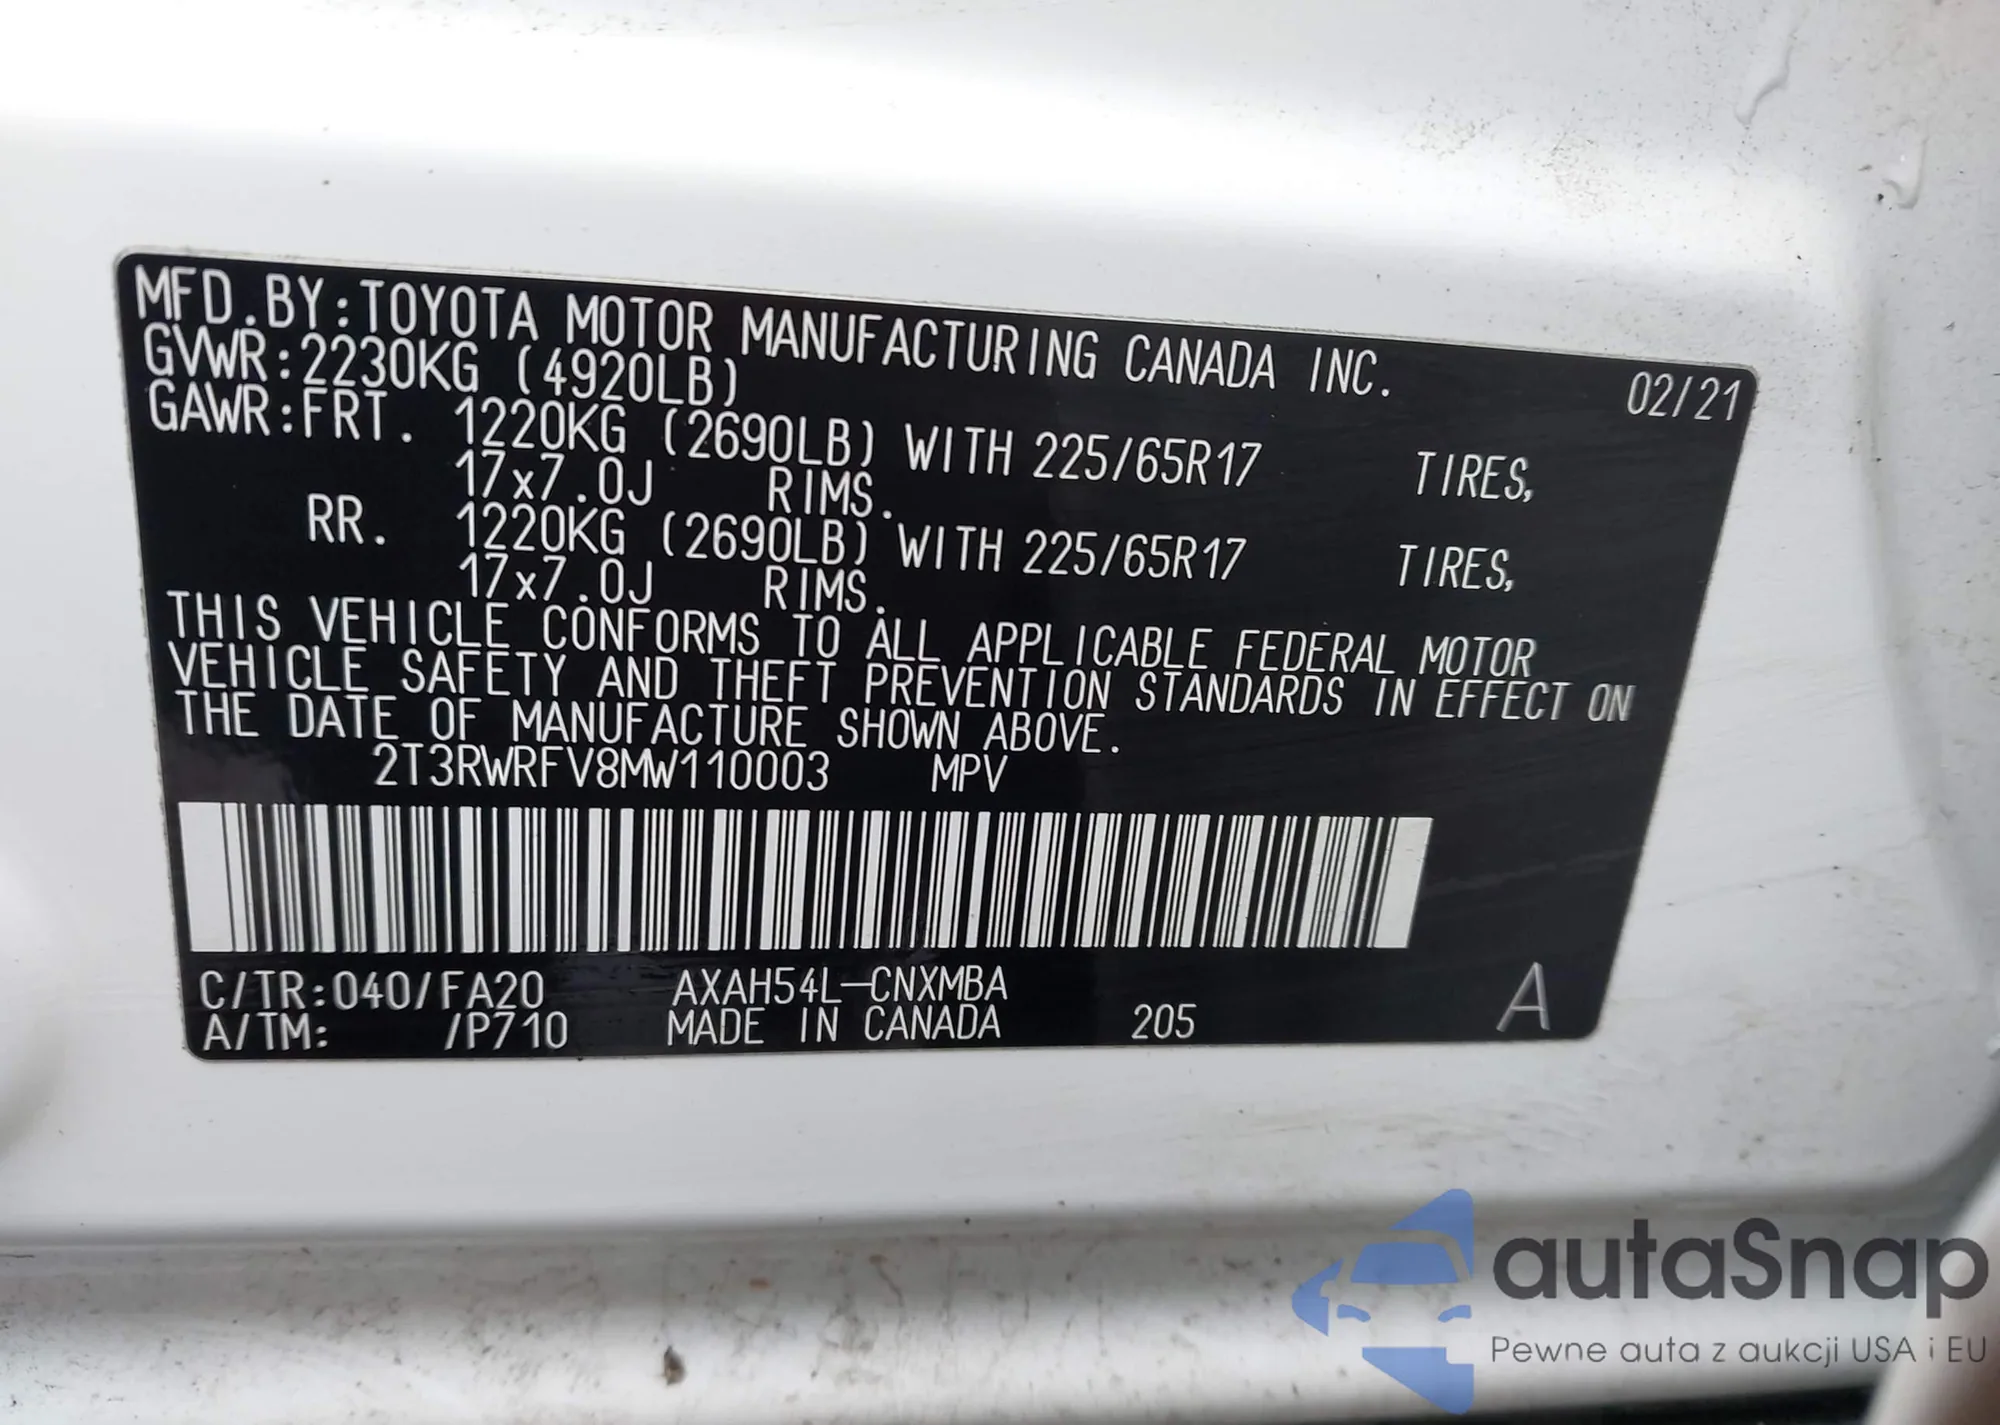 MFD.BY:TOYOTA MOTOR MANUFACTURING CANADA INC. 02/21
GVWR:2230KG (4920LB)
GAWR:FRT. 1220KG (2690LB) WITH 225/65R17 TIRES,
17x7.0J RIMS.
RR. 1220KG (2690LB) WITH 225/65R17 TIRES,
17x7.0J RIMS.
THIS VEHICLE CONFORMS TO ALL APPLICABLE FEDERAL MOTOR
VEHICLE SAFETY AND THEFT PREVENTION STANDARDS IN EFFECT ON
THE DATE OF MANUFACTURE SHOWN ABOVE.
2T3RWRFV8MW110003 MPV
C/TR:040/FA20 AXAH54L-CNXMBA
A/TM: /P710 MADE IN CANADA 205 A
autaSnap
Pewne auta z aukcji USA i EU